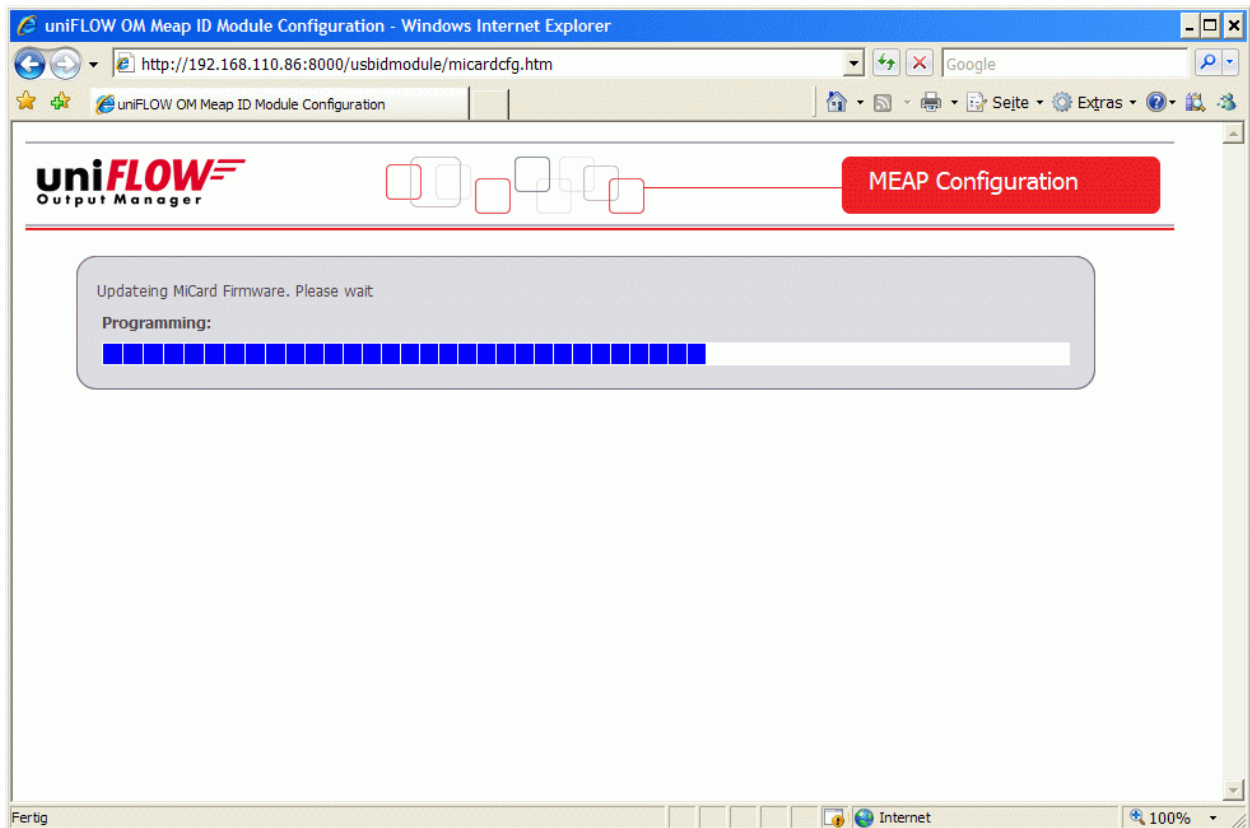 uniFLOW OM Meap ID Module Configuration - Windows Internet Explorer
http://192.168.110.86:8000/usbidmodule/micardcfg.htm
Google
uniFLOW OM Meap ID Module Configuration
Seite
Extras
uniFLOW
Output Manager
MEAP Configuration
Updateing MiCard Firmware. Please wait
Programming:
Fertig
Internet
100%